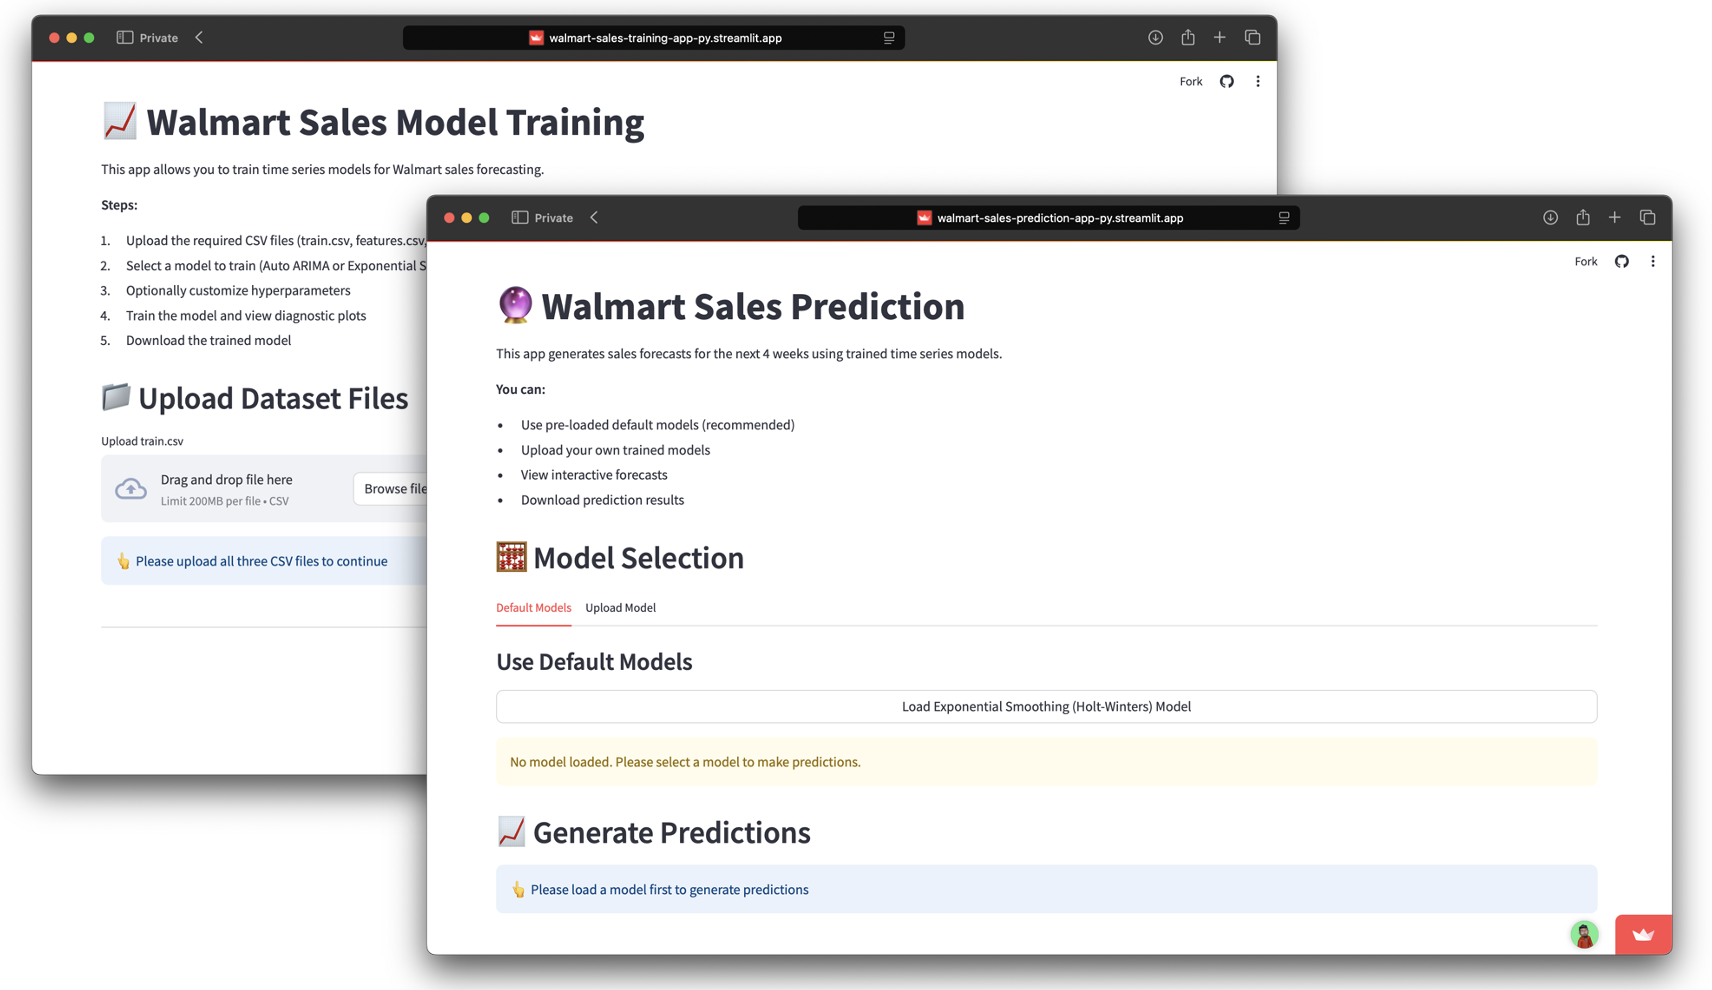 Private
walmart-sales-training-app-py.streamlit.app
Fork
Walmart Sales Model Training
This app allows you to train time series models for Walmart sales forecasting.
Steps:
1. Upload the required CSV files (train.csv, features.csv,
2. Select a model to train (Auto ARIMA or Exponential S
3. Optionally customize hyperparameters
4. Train the model and view diagnostic plots
5. Download the trained model
Upload Dataset Files
Upload train.csv
Drag and drop file here
Limit 200MB per file • CSV
Browse file
Please upload all three CSV files to continue
Private
walmart-sales-prediction-app-py.streamlit.app
Fork
Walmart Sales Prediction
This app generates sales forecasts for the next 4 weeks using trained time series models.
You can:
• Use pre-loaded default models (recommended)
• Upload your own trained models
• View interactive forecasts
• Download prediction results
Model Selection
Default Models Upload Model
Use Default Models
Load Exponential Smoothing (Holt-Winters) Model
No model loaded. Please select a model to make predictions.
Generate Predictions
Please load a model first to generate predictions